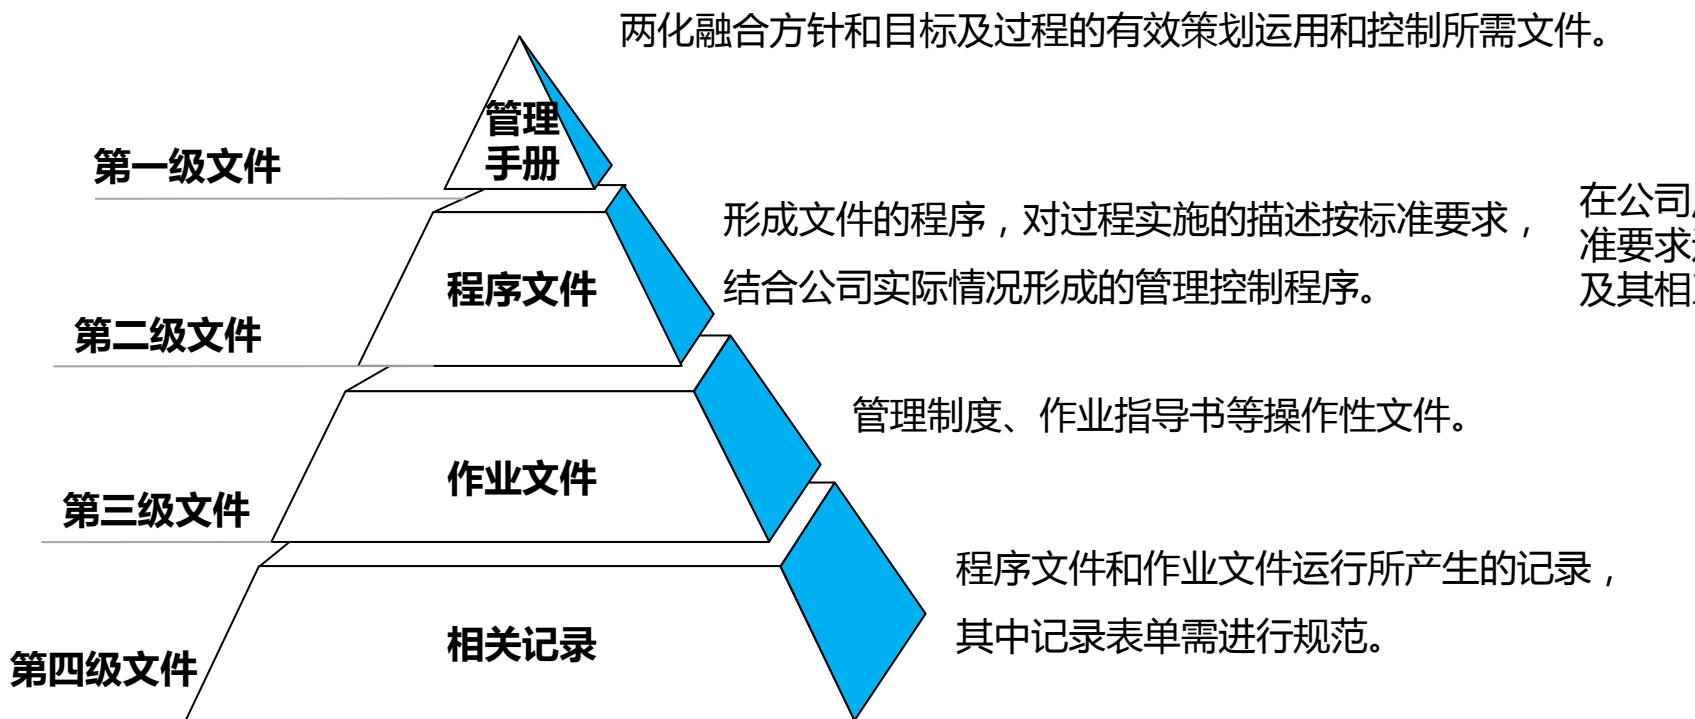 两化融合方针和目标及过程的有效策划运用和控制所需文件。
管理
手册
第一级文件
形成文件的程序，对过程实施的描述按标准要求，
结合公司实际情况形成的管理控制程序。
在公司
准要求
及其相
程序文件
第二级文件
管理制度、作业指导书等操作性文件。
作业文件
第三级文件
程序文件和作业文件运行所产生的记录，
其中记录表单需进行规范。
相关记录
第四级文件